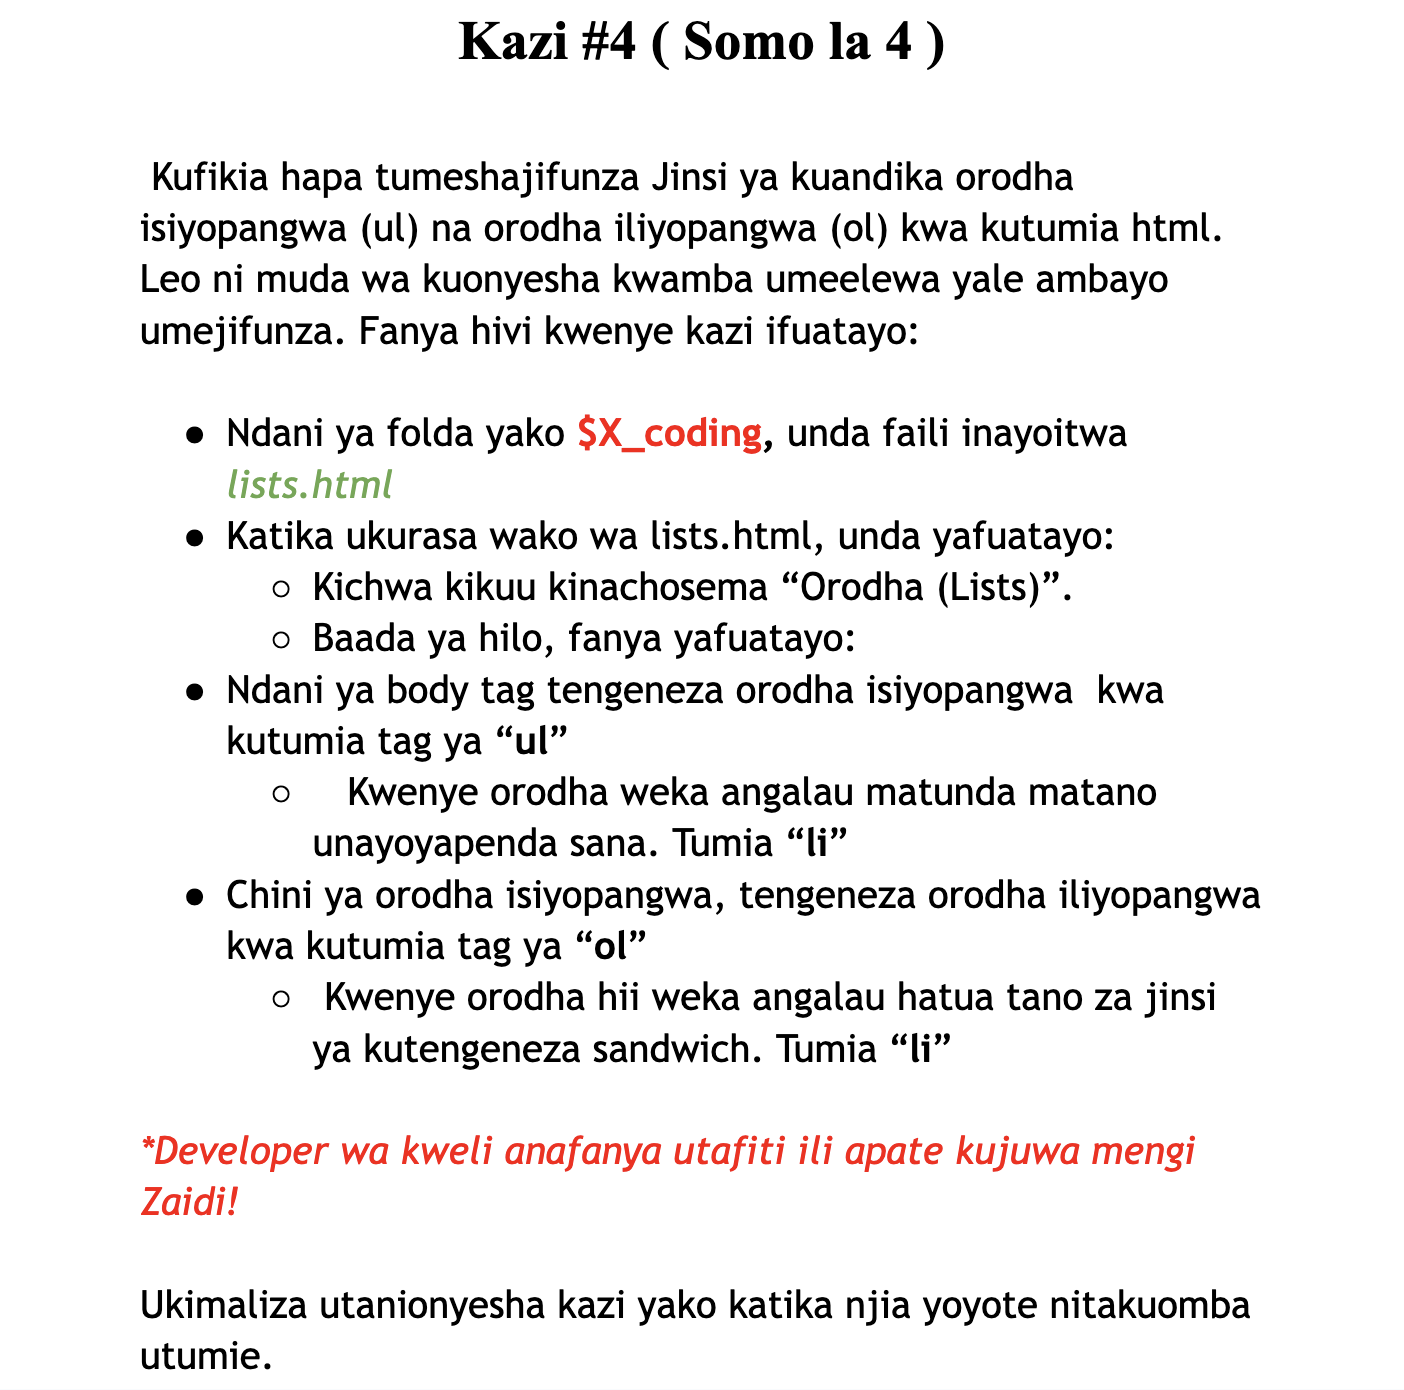 Kazi #4 ( Somo la 4 )
Kufikia hapa tumeshajifunza Jinsi ya kuandika orodha
isiyopangwa (ul) na orodha iliyopangwa (ol) kwa kutumia html.
Leo ni muda wa kuonyesha kwamba umeelewa yale ambayo
umejifunza. Fanya hivi kwenye kazi ifuatayo:
● Ndani ya folda yako $X_coding, unda faili inayoitwa
lists.html
● Katika ukurasa wako wa lists.html, unda yafuatayo:
○ Kichwa kikuu kinachosema “Orodha (Lists)”.
○ Baada ya hilo, fanya yafuatayo:
● Ndani ya body tag tengeneza orodha isiyopangwa kwa
kutumia tag ya “ul”
○ Kwenye orodha weka angalau matunda matano
unayoyapenda sana. Tumia “li”
● Chini ya orodha isiyopangwa, tengeneza orodha iliyopangwa
kwa kutumia tag ya “ol”
○ Kwenye orodha hii weka angalau hatua tano za jinsi
ya kutengeneza sandwich. Tumia “li”
*Developer wa kweli anafanya utafiti ili apate kujuwa mengi
Zaidi!
Ukimaliza utanionyesha kazi yako katika njia yoyote nitakuomba
utumie.